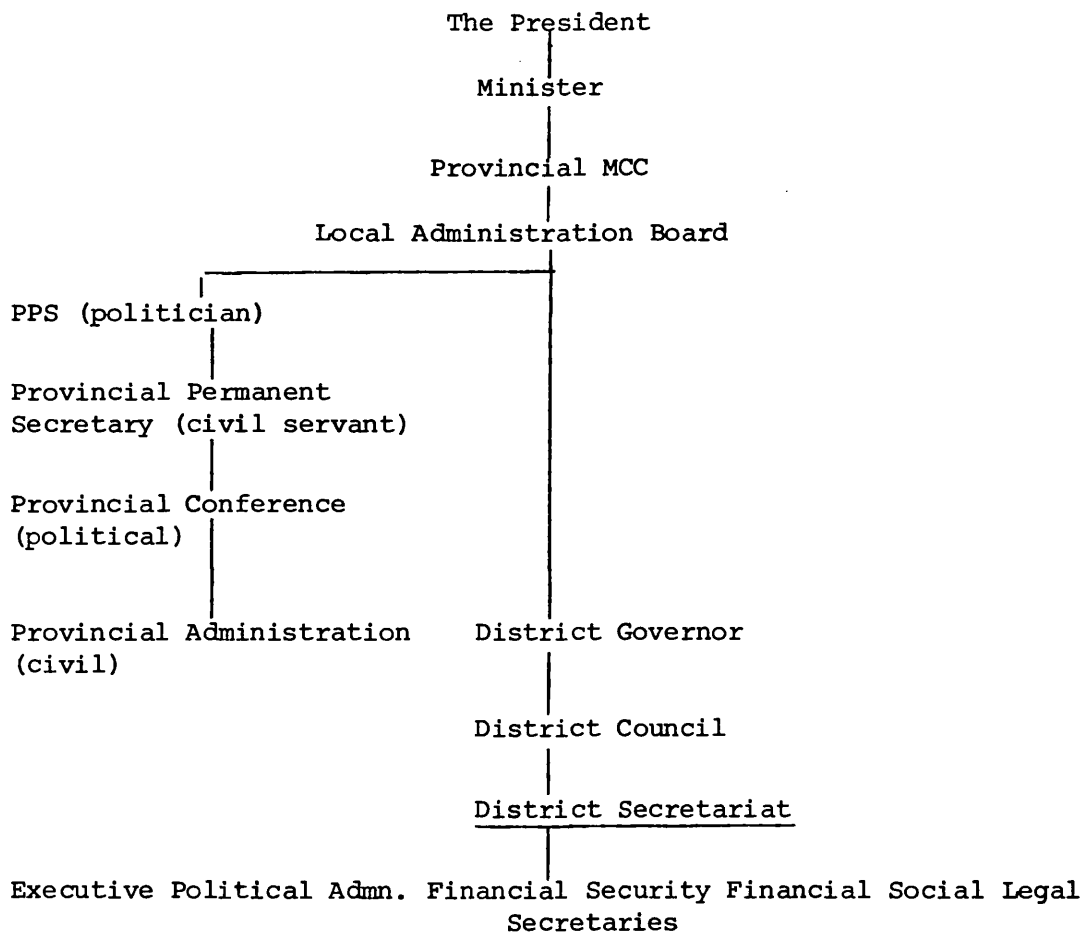 The President
Minister
Provincial MCC
Local Administration Board
PPS (politician)
Provincial Permanent
Secretary (civil servant)
Provincial Conference
(political)
Provincial Administration
(civil)
District Governor
District Council
District Secretariat
Executive Political Admn. Financial Security Financial Social Legal
Secretaries